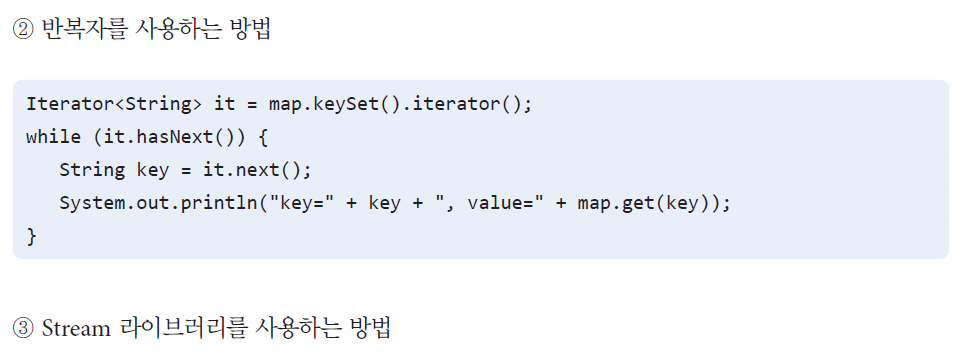 ② 반복자를 사용하는 방법
Iterator<String> it = map.keySet().iterator();
while (it.hasNext()) {
   String key = it.next();
   System.out.println("key=" + key + ", value=" + map.get(key));
}
③ Stream 라이브러리를 사용하는 방법